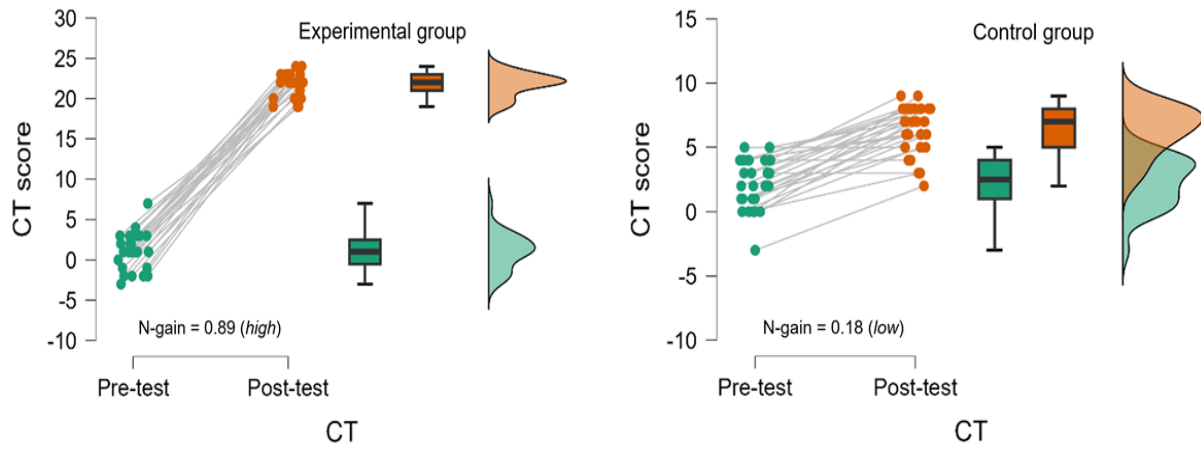 Experimental group
30
25
20
15
10
5
0
-5
-10
CT score
N-gain = 0.89 (high)
Pre-test Post-test
CT
Control group
15
10
5
0
-5
-10
CT score
N-gain = 0.18 (low)
Pre-test Post-test
CT